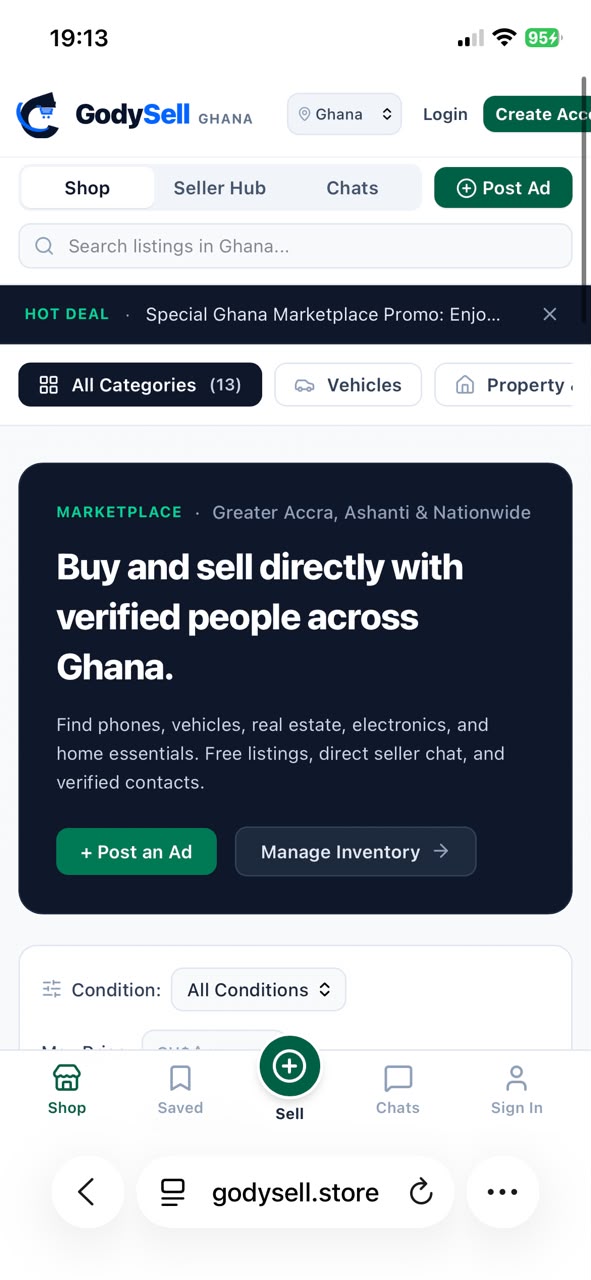 19:13
95
GodySell GHANA
Ghana
Login
Create Acc
Shop
Seller Hub
Chats
Post Ad
Search listings in Ghana...
HOT DEAL · Special Ghana Marketplace Promo: Enjo...
All Categories (13)
Vehicles
Property
MARKETPLACE · Greater Accra, Ashanti & Nationwide
Buy and sell directly with
verified people across
Ghana.
Find phones, vehicles, real estate, electronics, and
home essentials. Free listings, direct seller chat, and
verified contacts.
+ Post an Ad
Manage Inventory →
Condition:
All Conditions
Shop
Saved
Sell
Chats
Sign In
godysell.store